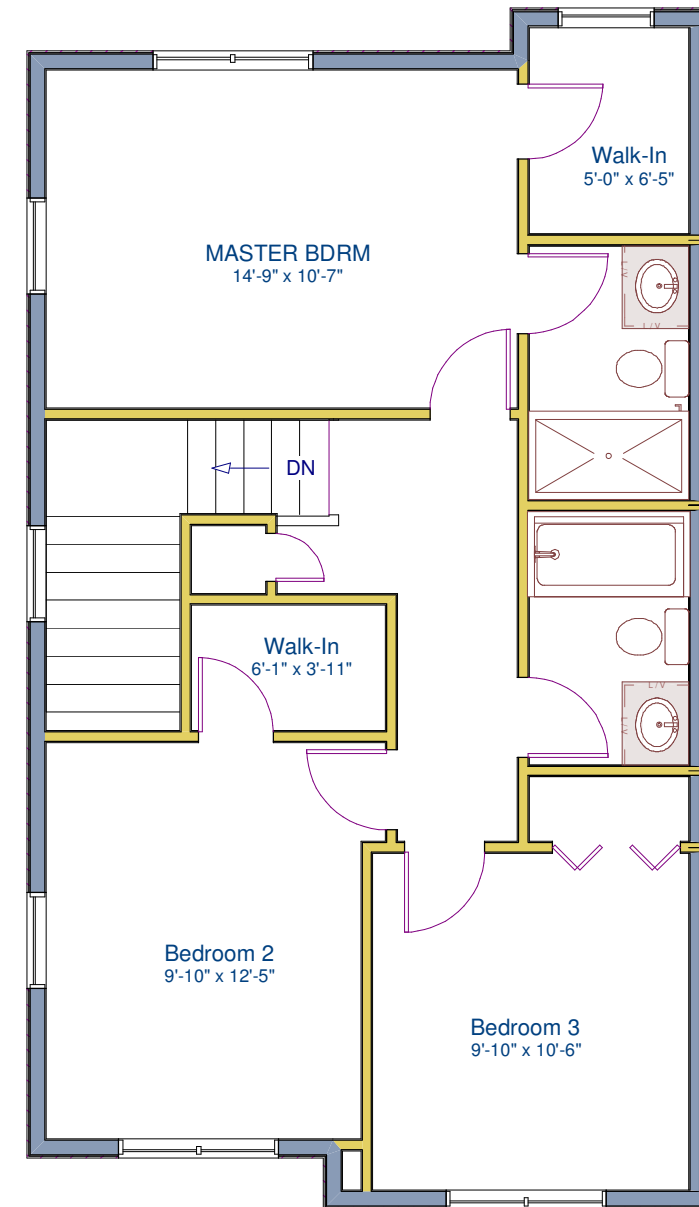 Walk-In
5'-0" x 6'-5"
MASTER BDRM
14'-9" x 10'-7"
L/V
L/V
DN
Walk-In
6'-1" x 3'-11"
L/V
L/V
Bedroom 2
9'-10" x 12'-5"
Bedroom 3
9'-10" x 10'-6"